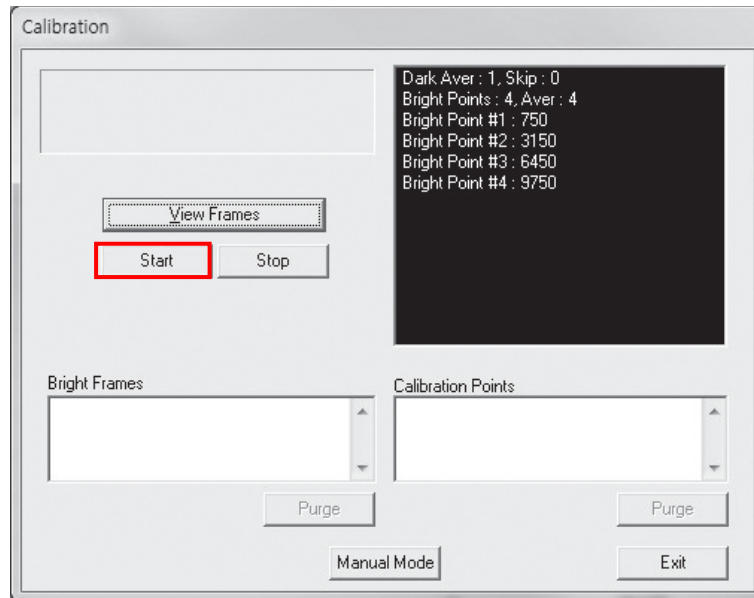 Calibration
Dark Aver : 1, Skip : 0
Bright Points : 4, Aver : 4
Bright Point #1 : 750
Bright Point #2 : 3150
Bright Point #3 : 6450
Bright Point #4 : 9750
View Frames
Start
Stop
Bright Frames
Calibration Points
Purge
Purge
Manual Mode
Exit